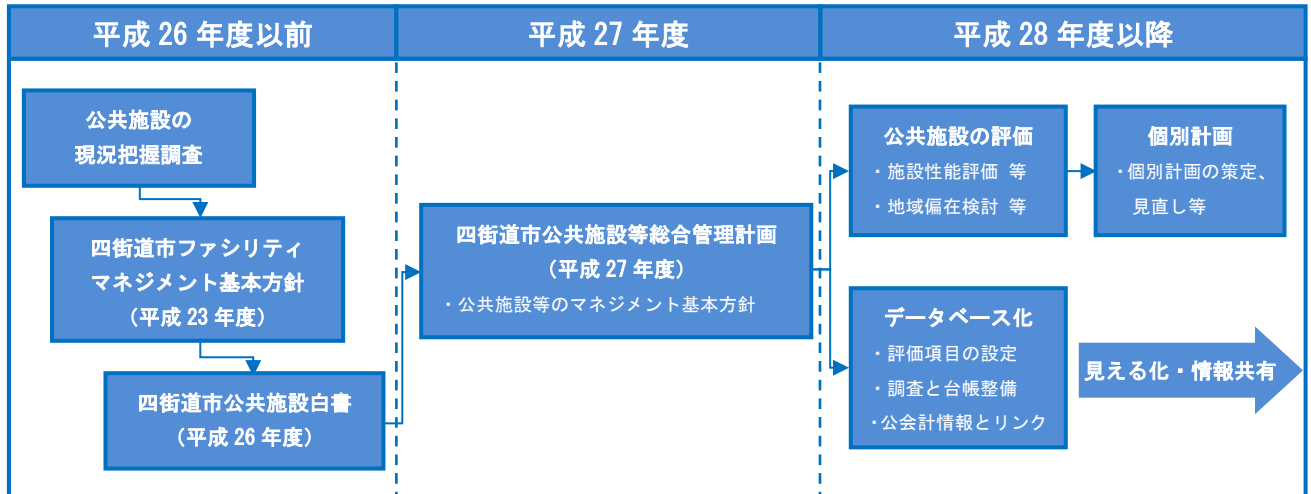 平成 26 年度以前
平成 27 年度
平成 28 年度以降
公共施設の
現況把握調査
四街道市ファシリティ
マネジメント基本方針
（平成 23 年度）
四街道市公共施設白書
（平成 26 年度）
四街道市公共施設等総合管理計画
（平成 27 年度）
・公共施設等のマネジメント基本方針
公共施設の評価
・施設性能評価 等
・地域偏在検討 等
個別計画
・個別計画の策定、
見直し等
データベース化
・評価項目の設定
・調査と台帳整備
・公会計情報とリンク
見える化・情報共有